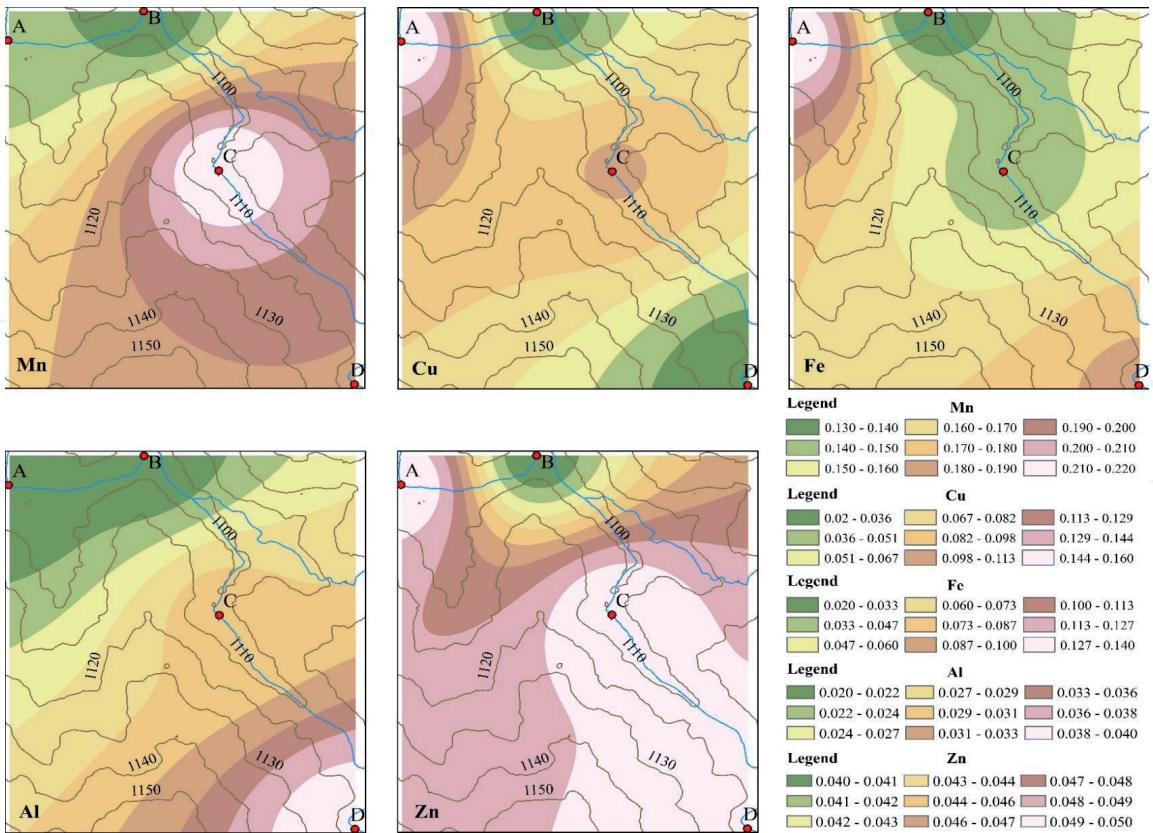 A
B
1100
C
1110
1120
1140
1130
1150
Mn
D
A
B
1100
C
1110
1120
1140
1130
1150
Cu
D
A
B
1100
C
1110
1120
1140
1130
1150
Fe
D
A
B
1100
C
1110
1120
1140
1130
1150
Al
D
A
B
1100
C
1110
1120
1140
1130
1150
Zn
D
Legend Mn
0.130 - 0.140 0.160 - 0.170 0.190 - 0.200
0.140 - 0.150 0.170 - 0.180 0.200 - 0.210
0.150 - 0.160 0.180 - 0.190 0.210 - 0.220
Legend Cu
0.02 - 0.036 0.067 - 0.082 0.113 - 0.129
0.036 - 0.051 0.082 - 0.098 0.129 - 0.144
0.051 - 0.067 0.098 - 0.113 0.144 - 0.160
Legend Fe
0.020 - 0.033 0.060 - 0.073 0.100 - 0.113
0.033 - 0.047 0.073 - 0.087 0.113 - 0.127
0.047 - 0.060 0.087 - 0.100 0.127 - 0.140
Legend Al
0.020 - 0.022 0.027 - 0.029 0.033 - 0.036
0.022 - 0.024 0.029 - 0.031 0.036 - 0.038
0.024 - 0.027 0.031 - 0.033 0.038 - 0.040
Legend Zn
0.040 - 0.041 0.043 - 0.044 0.047 - 0.048
0.041 - 0.042 0.044 - 0.046 0.048 - 0.049
0.042 - 0.043 0.046 - 0.047 0.049 - 0.050